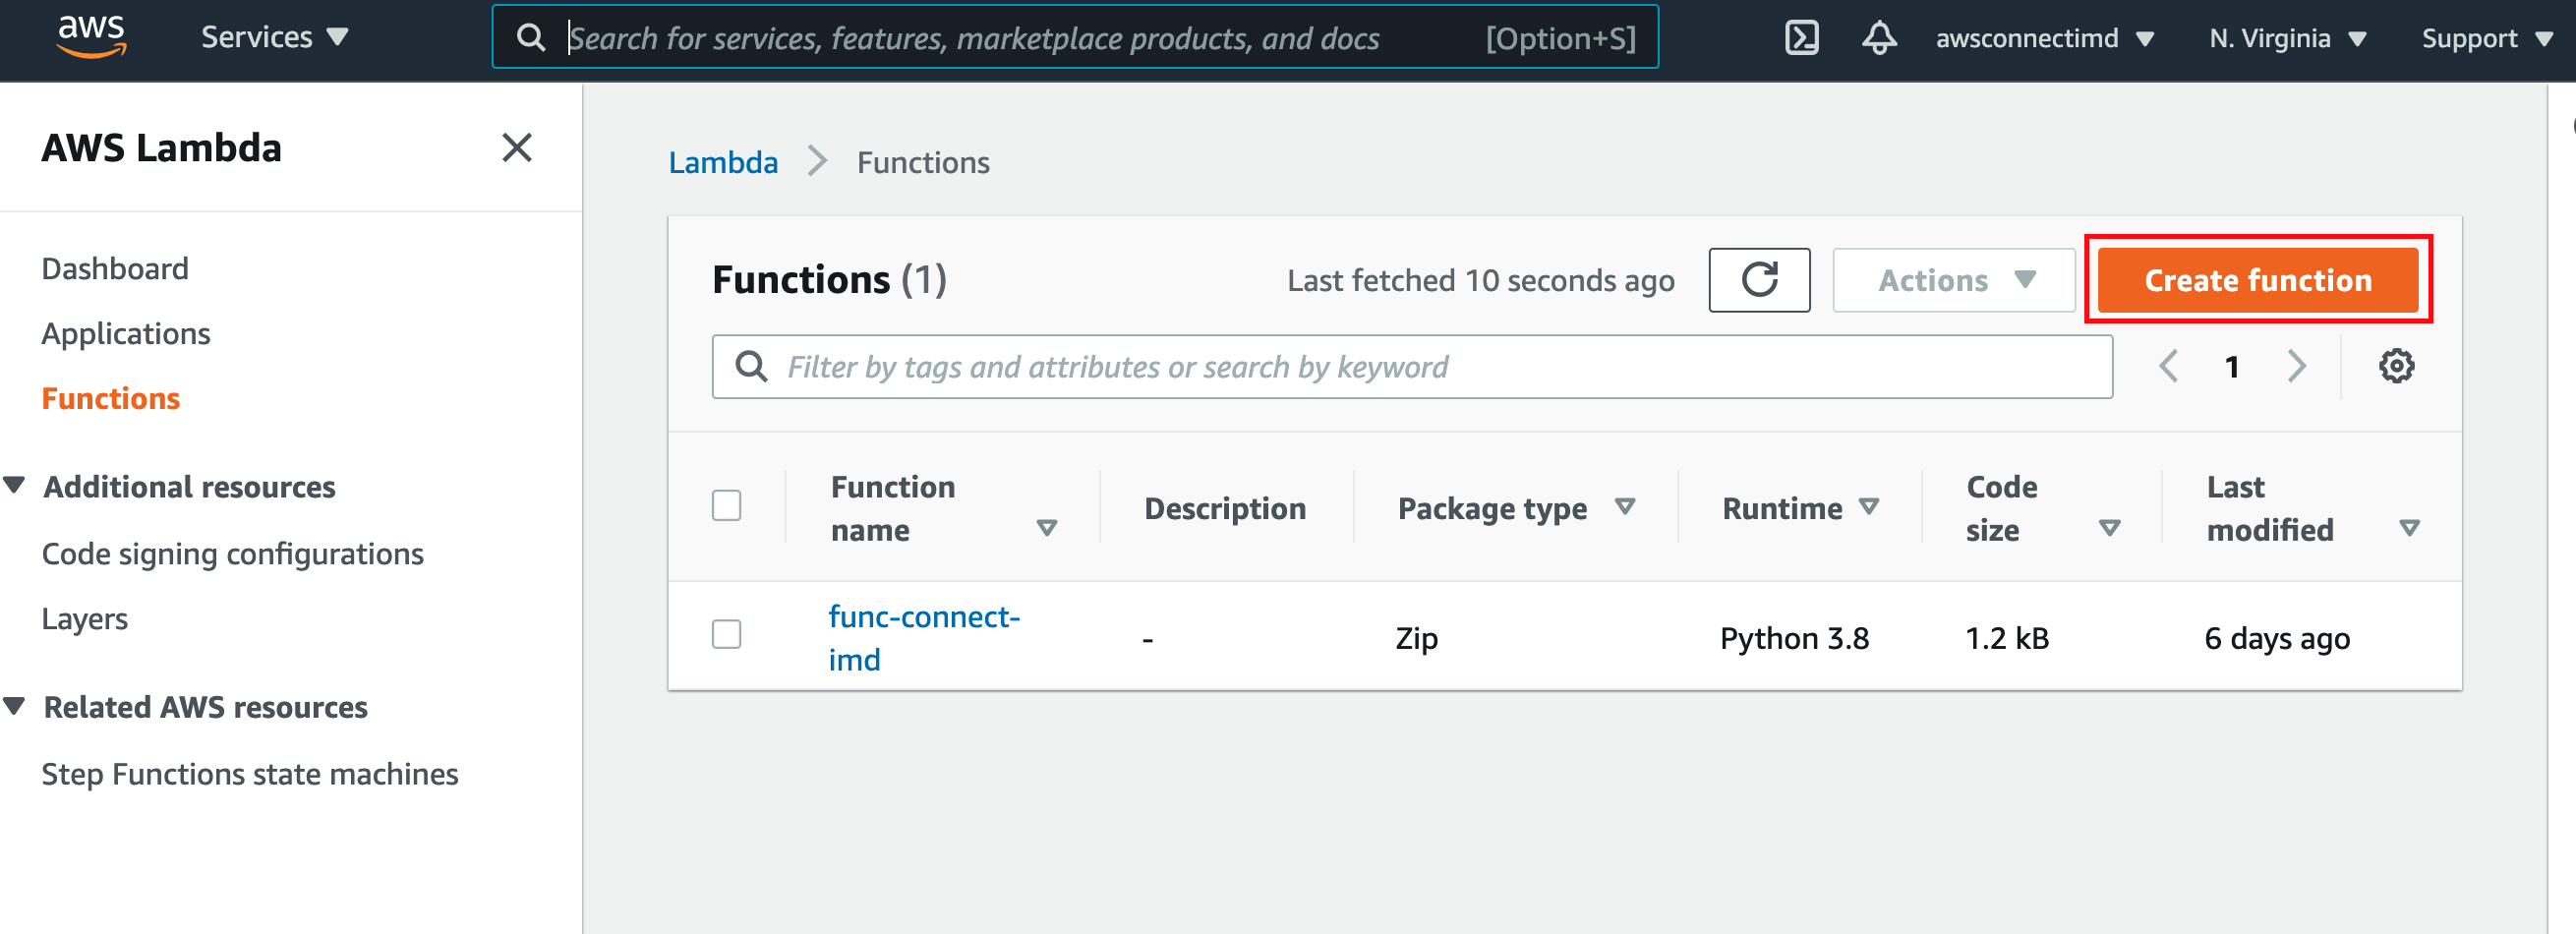 aws
Services
Search for services, features, marketplace products, and docs
[Option+S]
awsconnectimd
N. Virginia
Support
AWS Lambda
Dashboard
Applications
Functions
Additional resources
Code signing configurations
Layers
Related AWS resources
Step Functions state machines
Lambda
Functions
Functions (1)
Last fetched 10 seconds ago
Actions
Create function
Filter by tags and attributes or search by keyword
1
Function
name
Description
Package type
Runtime
Code
size
Last
modified
func-connect-
imd
-
Zip
Python 3.8
1.2 kB
6 days ago